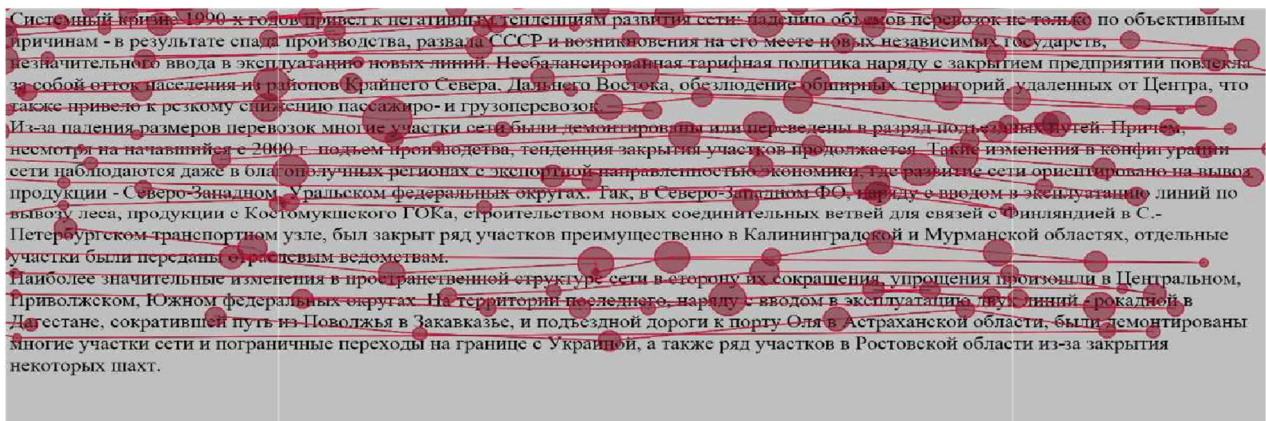 Системный кризис 1990-х годов привел к негативным тенденциям развития сети: падению объемов перевозок не только по объективным
причинам - в результате спада производства, развала СССР и возникновения на его месте новых независимых государств,
незначительного ввода в эксплуатацию новых линий. Несбалансированная тарифная политика наряду с закрытием предприятий повлекла
за собой отток населения из районов Крайнего Севера, Дальнего Востока, обезлюдение обширных территорий, удаленных от Центра, что
также привело к резкому снижению пассажиро- и грузоперевозок.
Из-за падения размеров перевозок многие участки сети были демонтированы или переведены в разряд подъездных путей. Причем,
несмотря на начавшийся с 2000 г. подъем производства, тенденция закрытия участков продолжается. Такие изменения в конфигурации
сети наблюдаются даже в благополучных регионах с экспортной направленностью экономики, где развитие сети ориентировано на вывоз
продукции - Северо-Западном, Уральском федеральных округах. Так, в Северо-Западном ФО, наряду с вводом в эксплуатацию линий по
вывозу леса, продукции с Костомукшского ГОКа, строительством новых соединительных ветвей для связей с Финляндией в С.-
Петербургском транспортном узле, был закрыт ряд участков преимущественно в Калининградской и Мурманской областях, отдельные
участки были переданы отраслевым ведомствам.
Наиболее значительные изменения в пространственной структуре сети в сторону их сокращения, упрощения произошли в Центральном,
Приволжском, Южном федеральных округах. На территории последнего, наряду с вводом в эксплуатацию двух линий - рокадной в
Дагестане, сократившей путь из Поволжья в Закавказье, и подъездной дороги к порту Оля в Астраханской области, были демонтированы
многие участки сети и пограничные переходы на границе с Украиной, а также ряд участков в Ростовской области из-за закрытия
некоторых шахт.